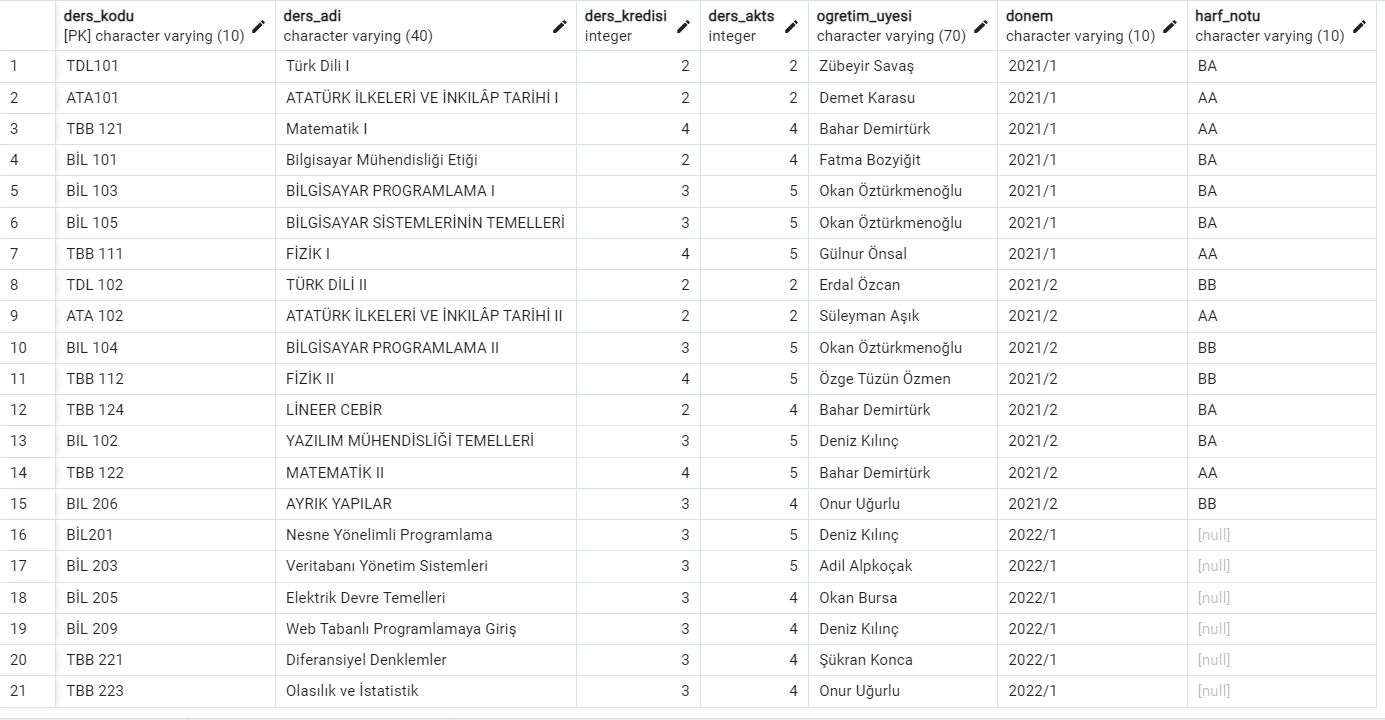 ders_kodu ders_adi ders_kredisi ders_akts ogretim_uyesi donem harf_notu
[PK] character varying (10) character varying (40) integer integer character varying (70) character varying (10) character varying (10)
1 TDL101 Türk Dili I 2 2 Zübeyir Savaş 2021/1 BA
2 ATA101 ATATÜRK İLKELERİ VE İNKILÂP TARİHİ I 2 2 Demet Karasu 2021/1 AA
3 TBB 121 Matematik I 4 4 Bahar Demirtürk 2021/1 AA
4 BİL 101 Bilgisayar Mühendisliği Etiği 2 4 Fatma Bozyiğit 2021/1 BA
5 BİL 103 BİLGİSAYAR PROGRAMLAMA I 3 5 Okan Öztürkmenoğlu 2021/1 BA
6 BİL 105 BİLGİSAYAR SİSTEMLERİNİN TEMELLERİ 3 5 Okan Öztürkmenoğlu 2021/1 BA
7 TBB 111 FİZİK I 4 5 Gülnur Önsal 2021/1 AA
8 TDL 102 TÜRK DİLİ II 2 2 Erdal Özcan 2021/2 BB
9 ATA 102 ATATÜRK İLKELERİ VE İNKILÂP TARİHİ II 2 2 Süleyman Aşık 2021/2 AA
10 BIL 104 BİLGİSAYAR PROGRAMLAMA II 3 5 Okan Öztürkmenoğlu 2021/2 BB
11 TBB 112 FİZİK II 4 5 Özge Tüzün Özmen 2021/2 BB
12 TBB 124 LİNEER CEBİR 2 4 Bahar Demirtürk 2021/2 BA
13 BIL 102 YAZILIM MÜHENDİSLİĞİ TEMELLERİ 3 5 Deniz Kılınç 2021/2 BA
14 TBB 122 MATEMATİK II 4 5 Bahar Demirtürk 2021/2 AA
15 BIL 206 AYRIK YAPILAR 3 4 Onur Uğurlu 2021/2 BB
16 BİL201 Nesne Yönelimli Programlama 3 5 Deniz Kılınç 2022/1 [null]
17 BİL 203 Veritabanı Yönetim Sistemleri 3 5 Adil Alpkoçak 2022/1 [null]
18 BİL 205 Elektrik Devre Temelleri 3 4 Okan Bursa 2022/1 [null]
19 BİL 209 Web Tabanlı Programlamaya Giriş 3 4 Deniz Kılınç 2022/1 [null]
20 TBB 221 Diferansiyel Denklemler 3 4 Şükran Konca 2022/1 [null]
21 TBB 223 Olasılık ve İstatistik 3 4 Onur Uğurlu 2022/1 [null]